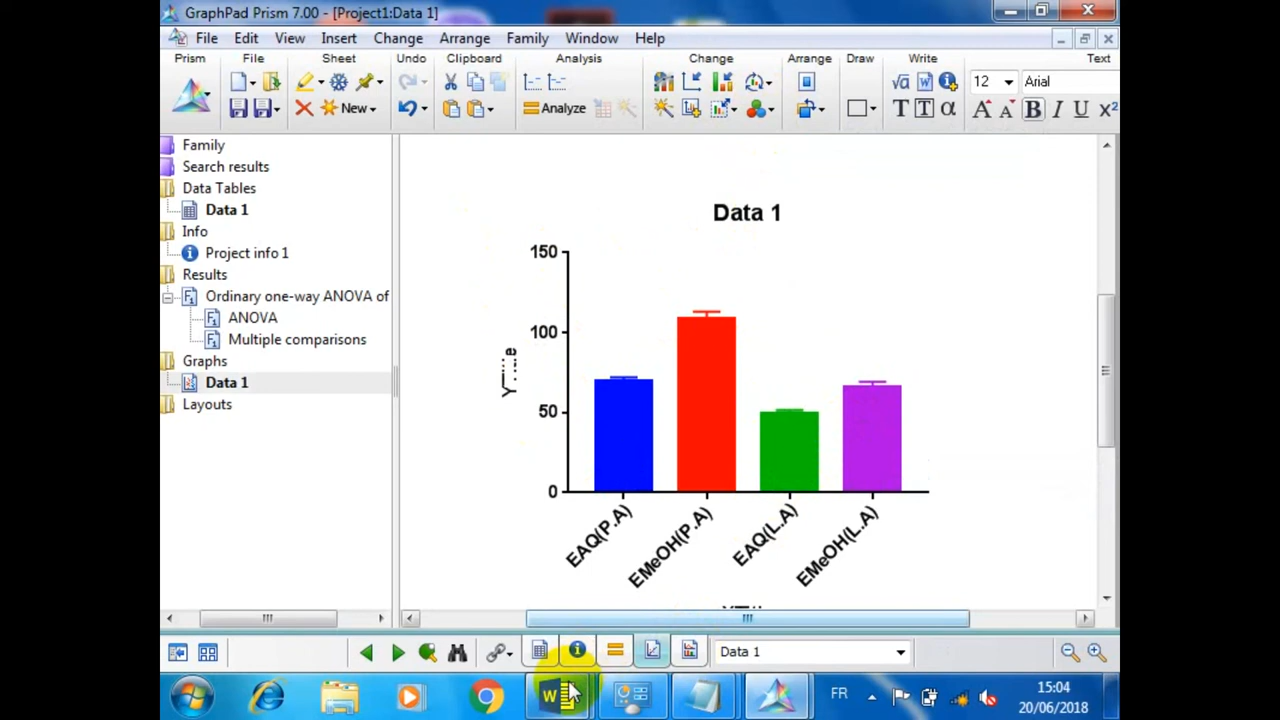 GraphPad Prism 7.00 - [Project1:Data 1]
File Edit View Insert Change Arrange Family Window Help
Prism File Sheet Undo Clipboard Analysis Change Arrange Draw Write Text
12 Arial
New Analyze T T α A A B I U X²
Family
Search results
Data Tables
Data 1
Info
Project info 1
Results
Ordinary one-way ANOVA of
ANOVA
Multiple comparisons
Graphs
Data 1
Layouts
Data 1
150
100
50
0
EAQ(P.A)
EMeOH(P.A)
EAQ(L.A)
EMeOH(L.A)
Data 1
FR
15:04
20/06/2018